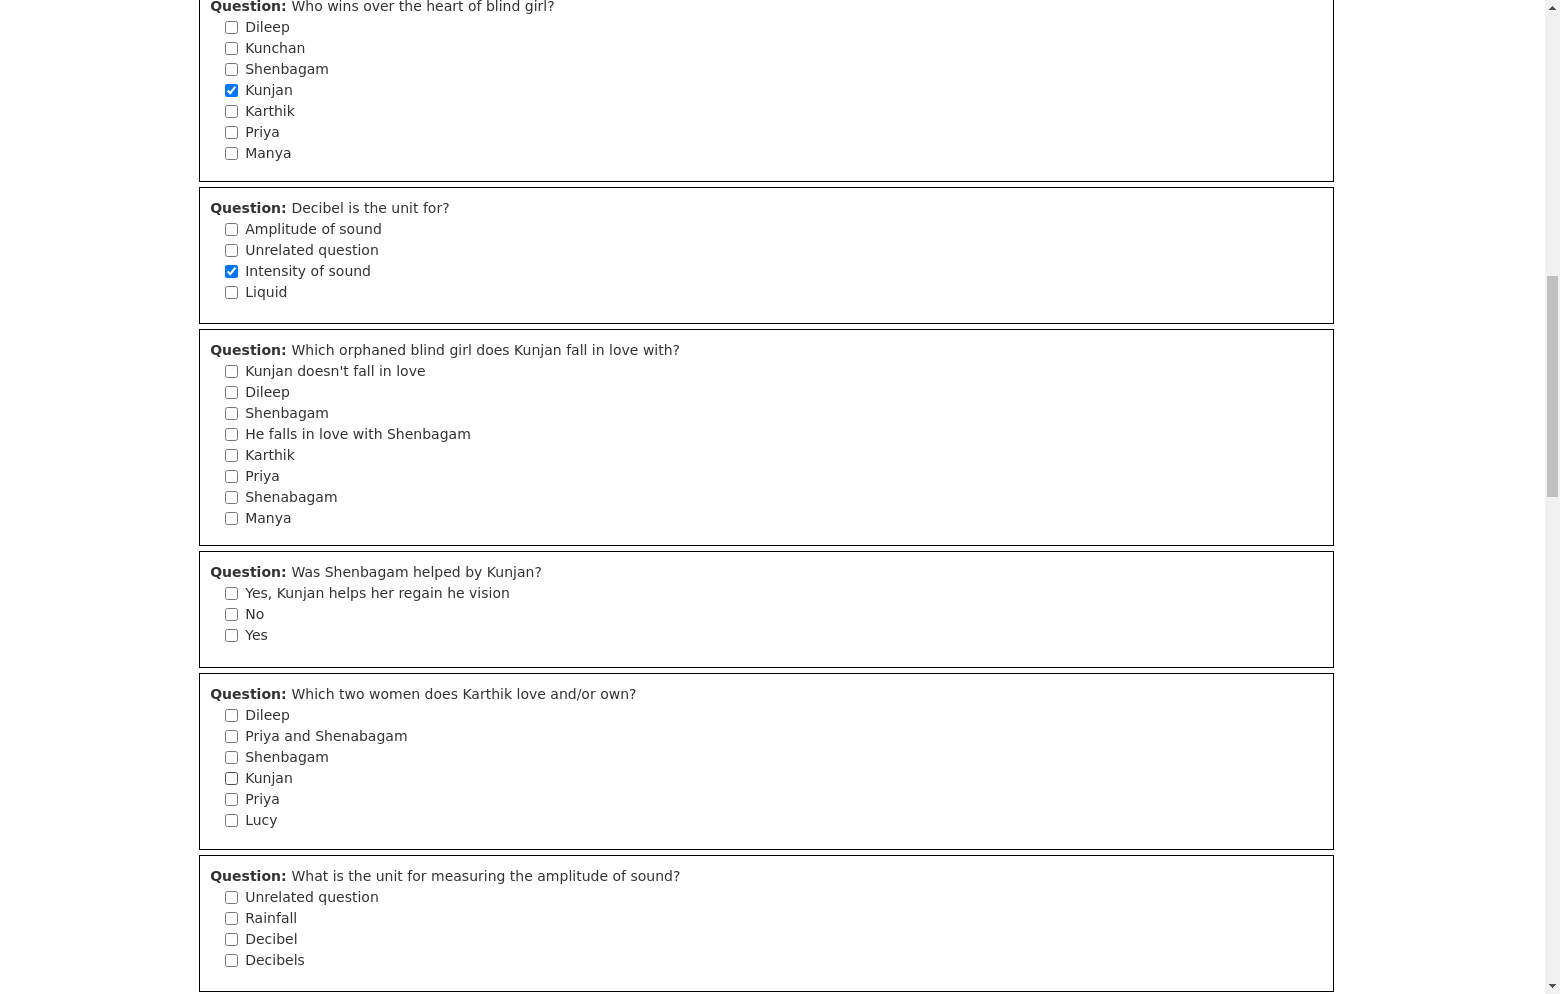 Question: Who wins over the heart of blind girl?
Dileep
Kunchan
Shenbagam
Kunjan
Karthik
Priya
Manya
Question: Decibel is the unit for?
Amplitude of sound
Unrelated question
Intensity of sound
Liquid
Question: Which orphaned blind girl does Kunjan fall in love with?
Kunjan doesn't fall in love
Dileep
Shenbagam
He falls in love with Shenbagam
Karthik
Priya
Shenabagam
Manya
Question: Was Shenbagam helped by Kunjan?
Yes, Kunjan helps her regain he vision
No
Yes
Question: Which two women does Karthik love and/or own?
Dileep
Priya and Shenabagam
Shenbagam
Kunjan
Priya
Lucy
Question: What is the unit for measuring the amplitude of sound?
Unrelated question
Rainfall
Decibel
Decibels